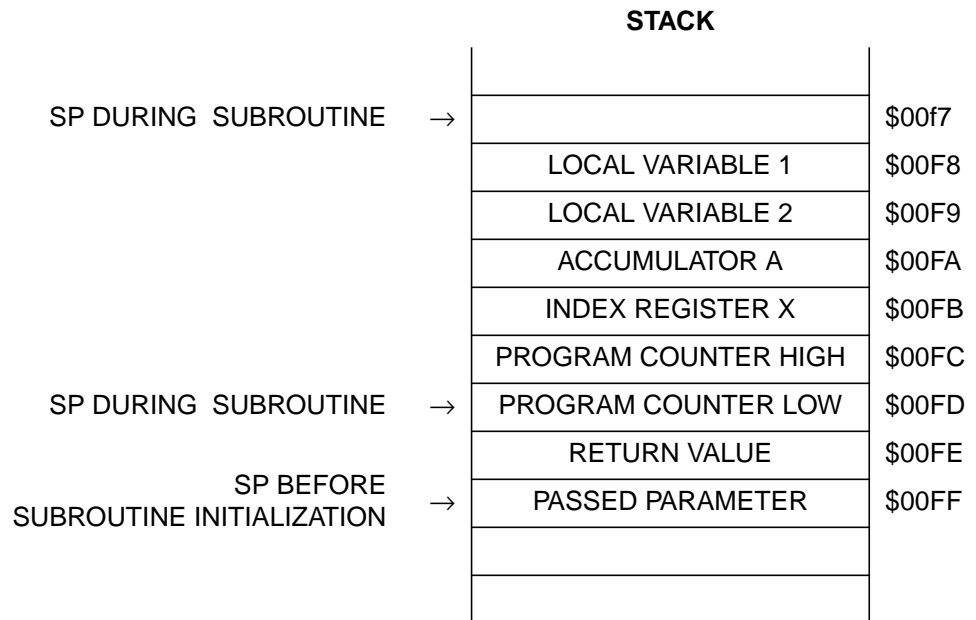 STACK
SP DURING SUBROUTINE → $00f7
LOCAL VARIABLE 1 $00F8
LOCAL VARIABLE 2 $00F9
ACCUMULATOR A $00FA
INDEX REGISTER X $00FB
PROGRAM COUNTER HIGH $00FC
SP DURING SUBROUTINE → PROGRAM COUNTER LOW $00FD
RETURN VALUE $00FE
SP BEFORE
SUBROUTINE INITIALIZATION → PASSED PARAMETER $00FF